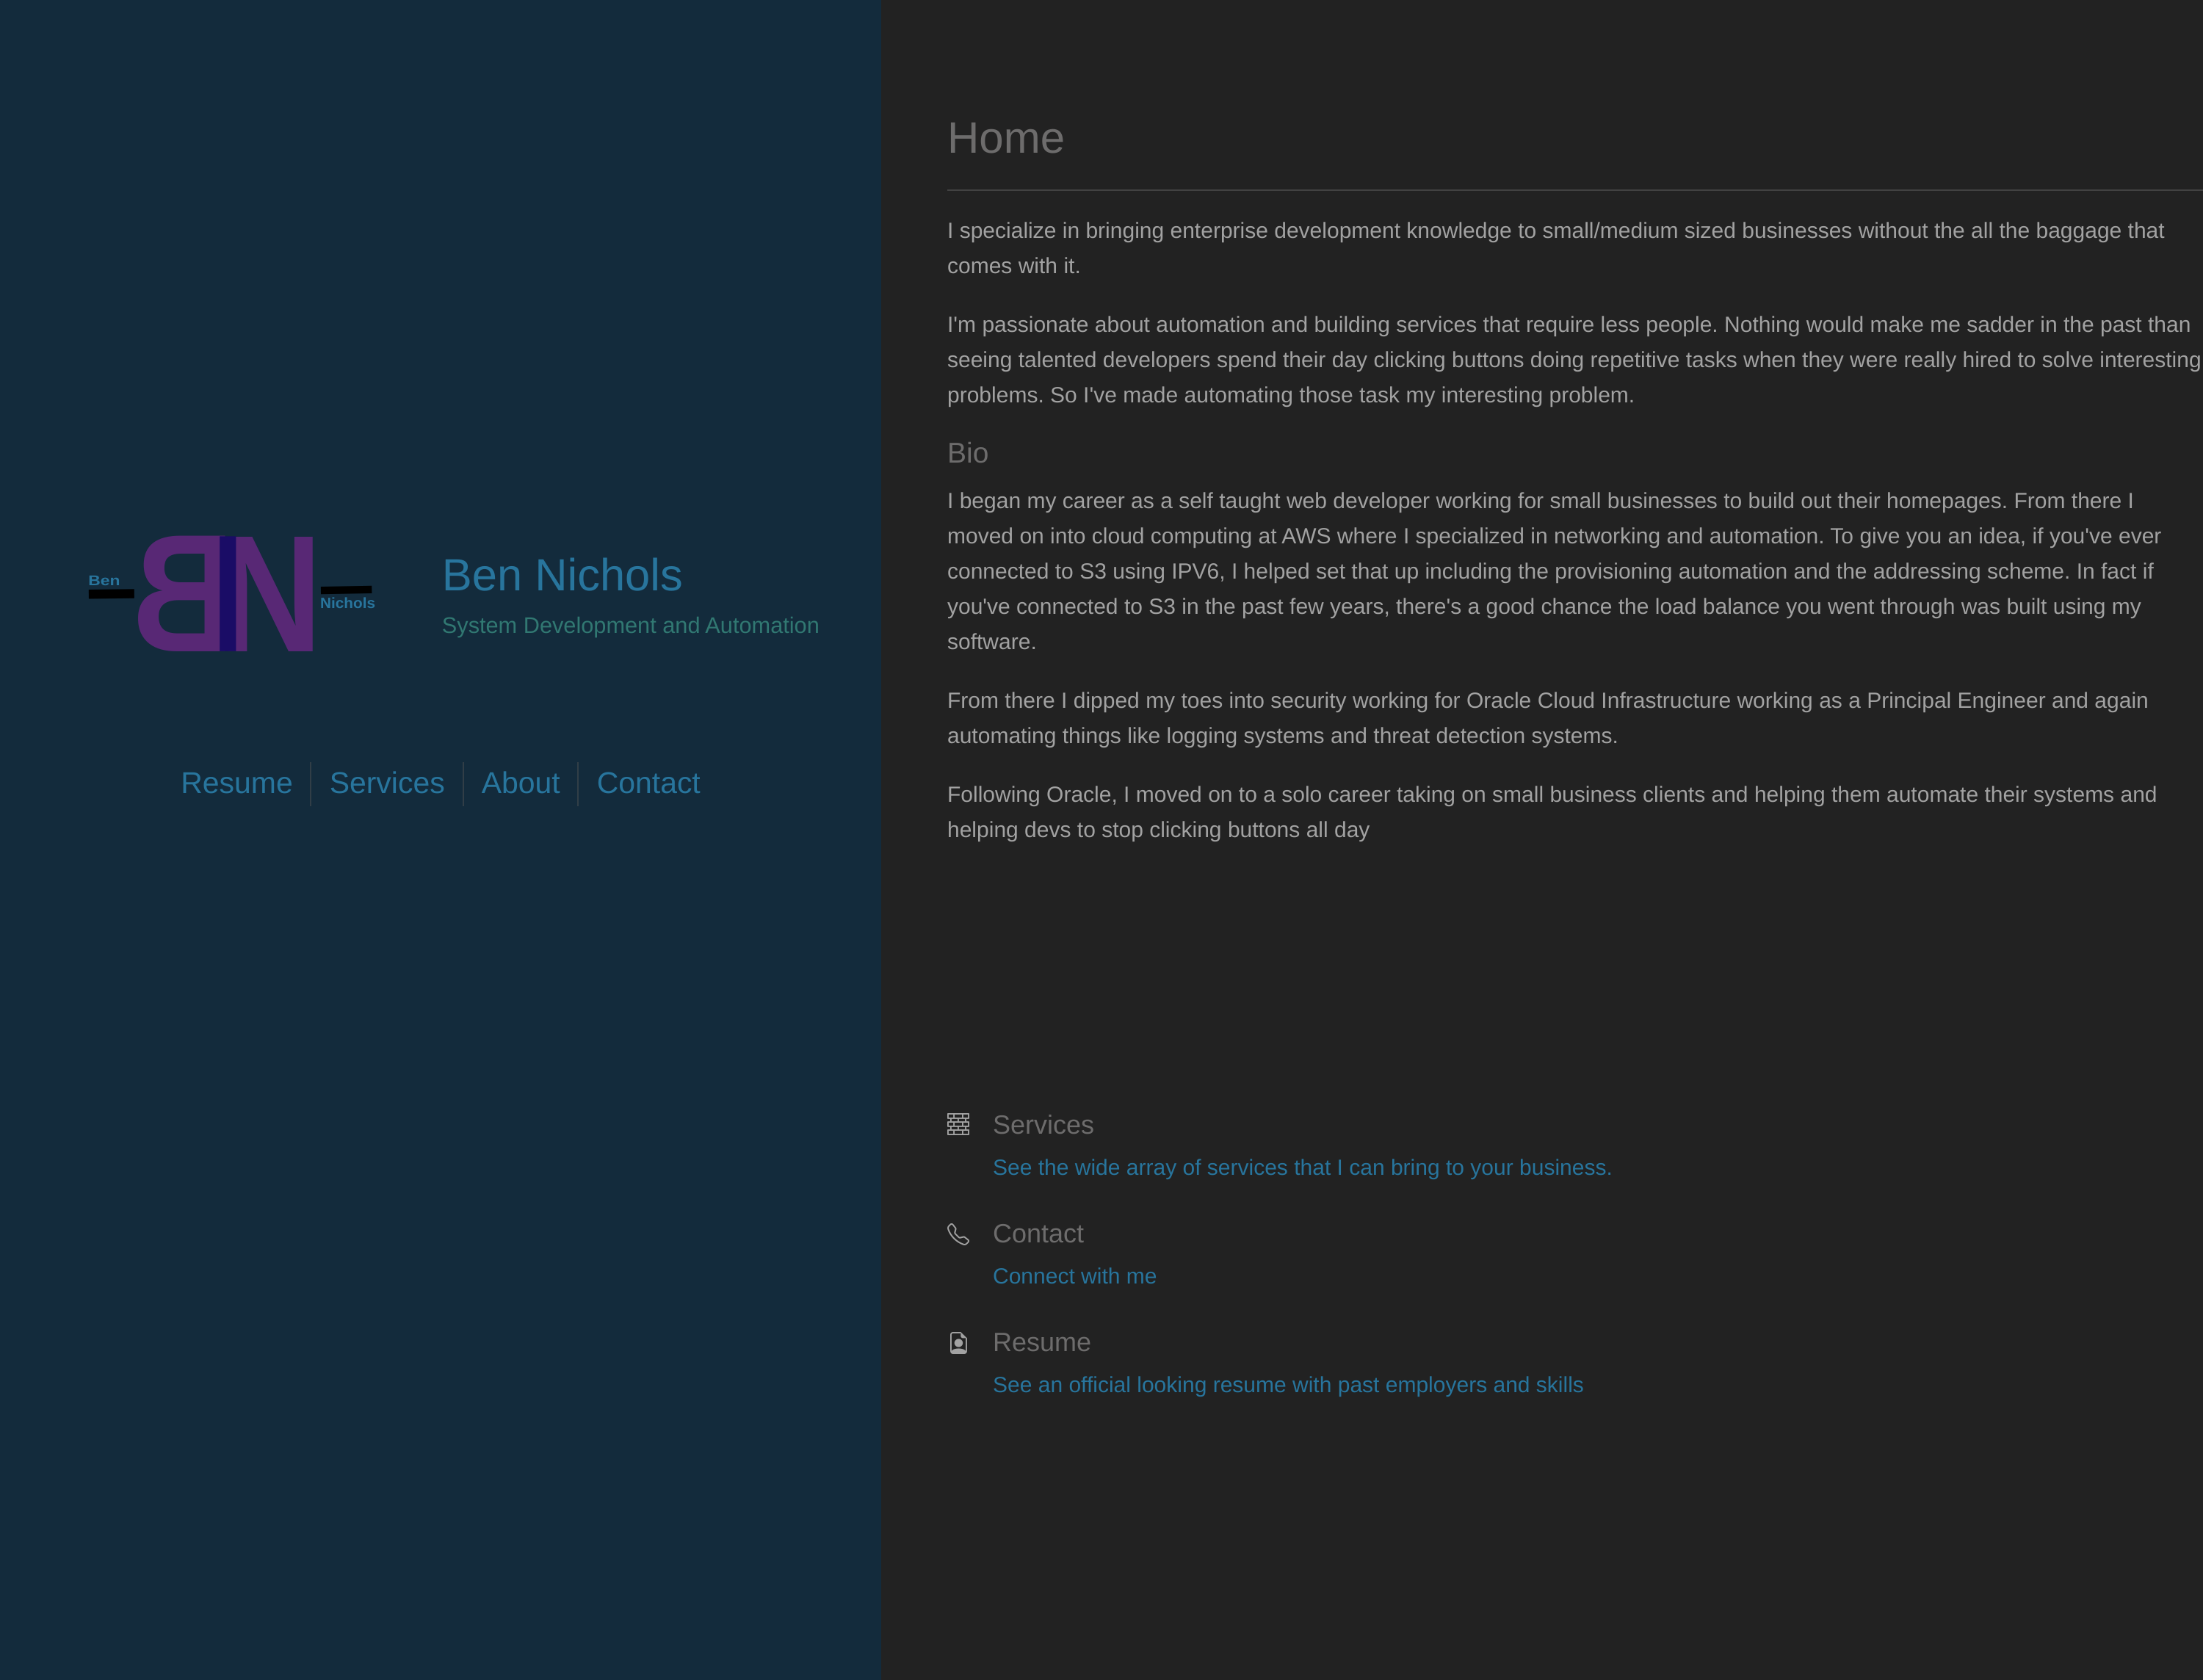 Ben
BN
Nichols
Ben Nichols
System Development and Automation
Resume
Services
About
Contact
Home
I specialize in bringing enterprise development knowledge to small/medium sized businesses without the all the baggage that
comes with it.
I'm passionate about automation and building services that require less people. Nothing would make me sadder in the past than
seeing talented developers spend their day clicking buttons doing repetitive tasks when they were really hired to solve interesting
problems. So I've made automating those task my interesting problem.
Bio
I began my career as a self taught web developer working for small businesses to build out their homepages. From there I
moved on into cloud computing at AWS where I specialized in networking and automation. To give you an idea, if you've ever
connected to S3 using IPV6, I helped set that up including the provisioning automation and the addressing scheme. In fact if
you've connected to S3 in the past few years, there's a good chance the load balance you went through was built using my
software.
From there I dipped my toes into security working for Oracle Cloud Infrastructure working as a Principal Engineer and again
automating things like logging systems and threat detection systems.
Following Oracle, I moved on to a solo career taking on small business clients and helping them automate their systems and
helping devs to stop clicking buttons all day
Services
See the wide array of services that I can bring to your business.
Contact
Connect with me
Resume
See an official looking resume with past employers and skills